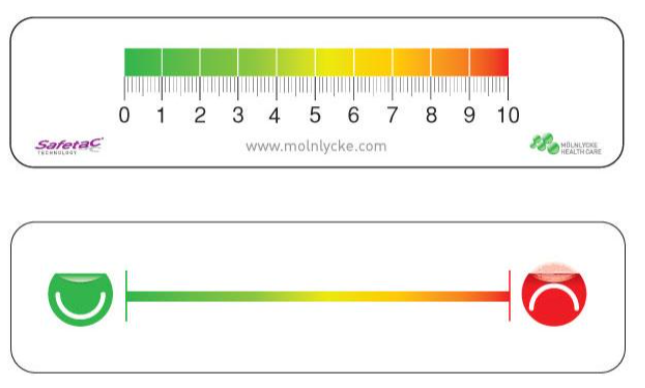 0 1 2 3 4 5 6 7 8 9 10
Safetac
TECHNOLOGY
www.molnlycke.com
MÖLNLYCKE
HEALTH CARE